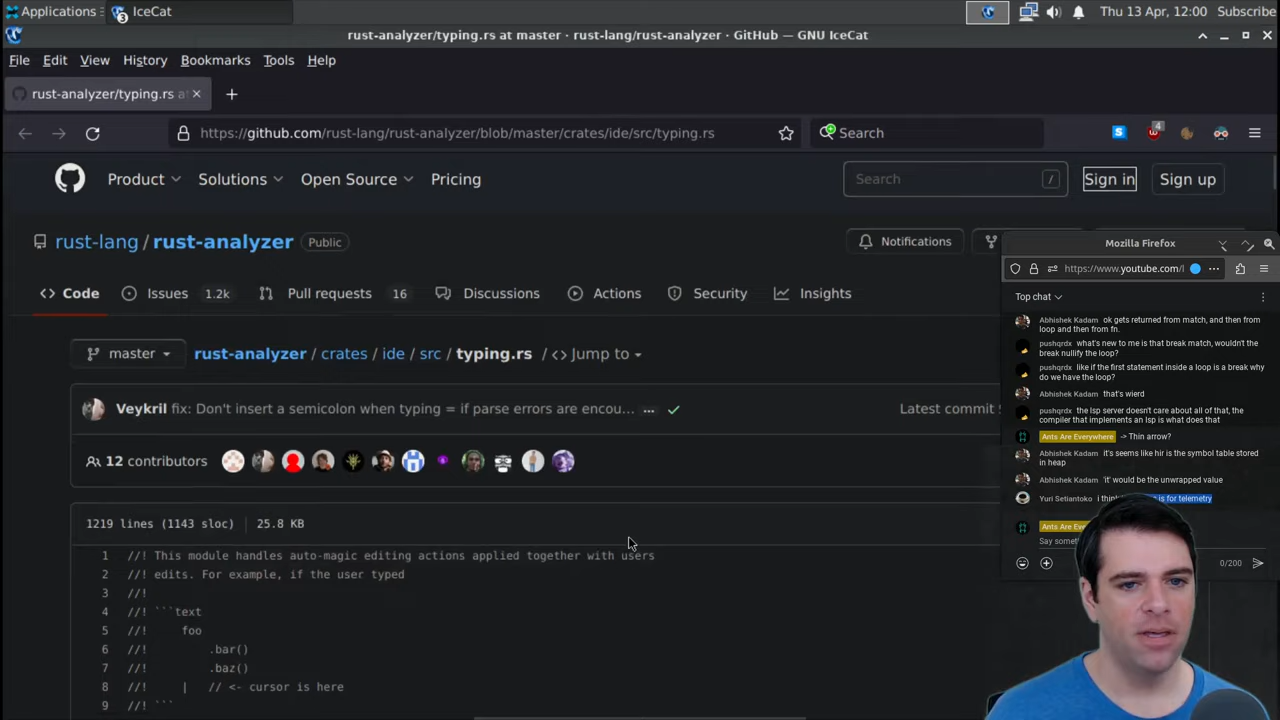 Applications
3
IceCat
Thu 13 Apr, 12:00
Subscribe
rust-analyzer/typing.rs at master · rust-lang/rust-analyzer · GitHub — GNU IceCat
File Edit View History Bookmarks Tools Help
rust-analyzer/typing.rs at
https://github.com/rust-lang/rust-analyzer/blob/master/crates/ide/src/typing.rs
Search
4
Product
Solutions
Open Source
Pricing
Search
/
Sign in
Sign up
rust-lang / rust-analyzer Public
Notifications
Code
Issues 1.2k
Pull requests 16
Discussions
Actions
Security
Insights
master
rust-analyzer / crates / ide / src / typing.rs
<> Jump to
Veykril fix: Don't insert a semicolon when typing = if parse errors are encou… ...
Latest commit
12 contributors
1219 lines (1143 sloc) 25.8 KB
1 //! This module handles auto-magic editing actions applied together with users
2 //! edits. For example, if the user typed
3 //!
4 //! ```text
5 //! foo
6 //! .bar()
7 //! .baz()
8 //! | // <- cursor is here
9 //! ```
Mozilla Firefox
https://www.youtube.com/l
Top chat
Abhishek Kadam ok gets returned from match, and then from
loop and then from fn.
pushqrdx what's new to me is that break match, wouldn't the
break nullify the loop?
pushqrdx like if the first statement inside a loop is a break why
do we have the loop?
Abhishek Kadam that's wierd
pushqrdx the lsp server doesn't care about all of that, the
compiler that implements an lsp is what does that
Ants Are Everywhere -> Thin arrow?
Abhishek Kadam it's seems like hir is the symbol table stored
in heap
Abhishek Kadam 'it' would be the unwrapped value
Yuri Setiantoko i think is for telemetry
Ants Are
Say
0/200